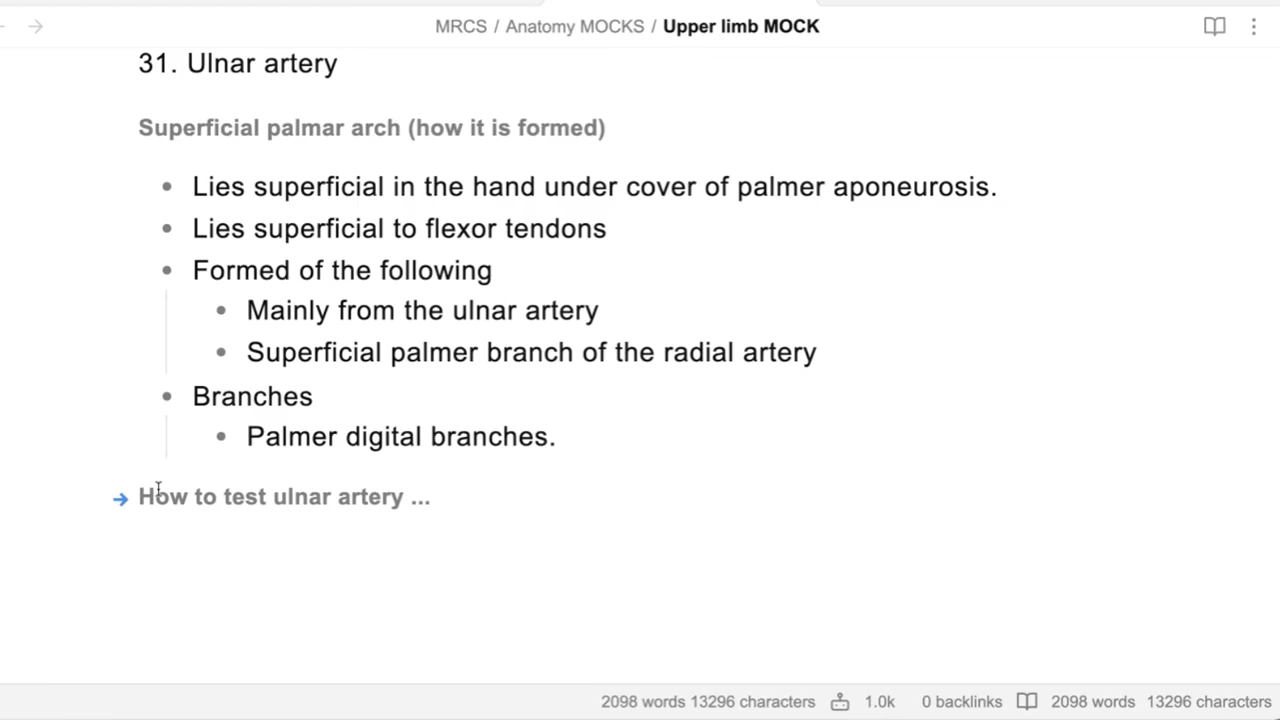 MRCS / Anatomy MOCKS / Upper limb MOCK
31. Ulnar artery
Superficial palmar arch (how it is formed)
Lies superficial in the hand under cover of palmer aponeurosis.
Lies superficial to flexor tendons
Formed of the following
Mainly from the ulnar artery
Superficial palmer branch of the radial artery
Branches
Palmer digital branches.
How to test ulnar artery ...
2098 words 13296 characters 1.0k 0 backlinks 2098 words 13296 characters